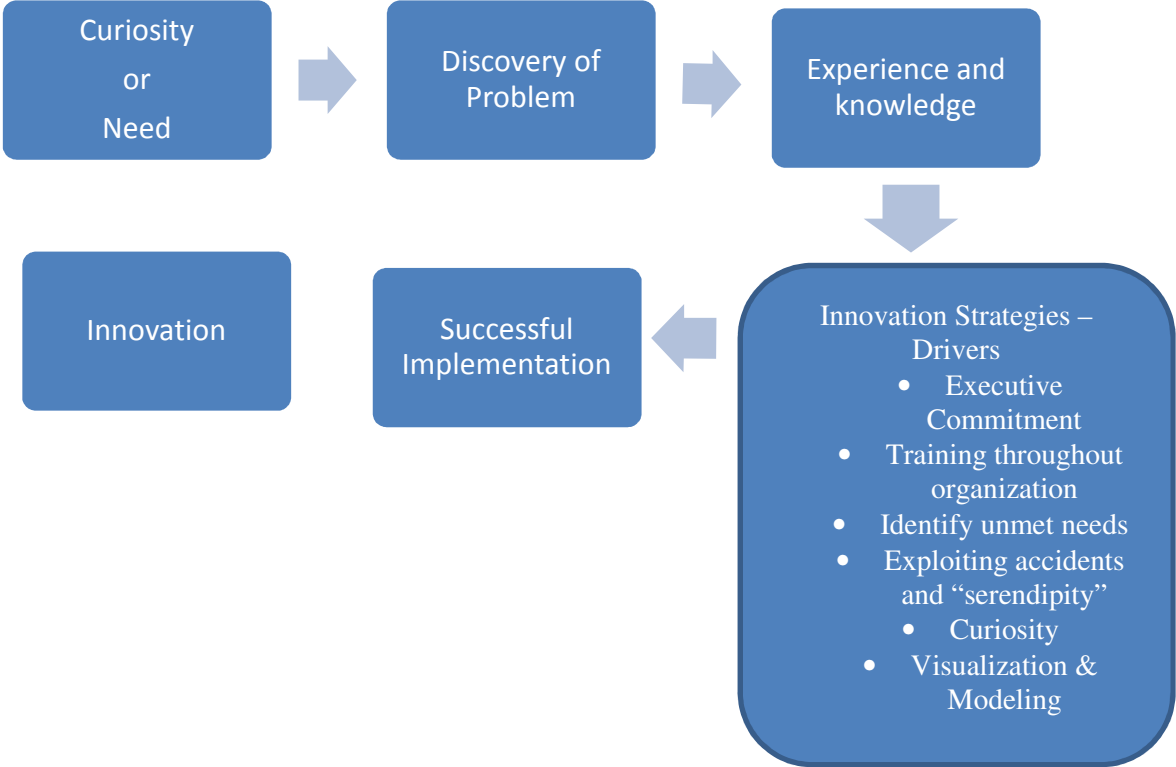 Curiosity
or
Need
Discovery of
Problem
Experience and
knowledge
Innovation Strategies –
Drivers
• Executive
Commitment
• Training throughout
organization
• Identify unmet needs
• Exploiting accidents
and “serendipity”
• Curiosity
• Visualization &
Modeling
Successful
Implementation
Innovation